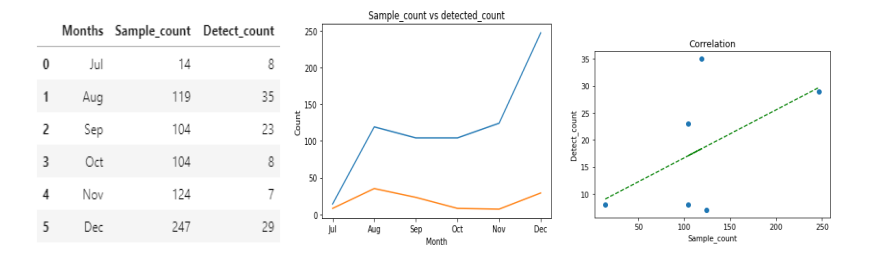 Months Sample_count Detect_count
0 Jul 14 8
1 Aug 119 35
2 Sep 104 23
3 Oct 104 8
4 Nov 124 7
5 Dec 247 29
Sample_count vs detected_count
250
200
150
100
50
0
Count
Jul Aug Sep Oct Nov Dec
Month
Correlation
35
30
25
20
15
10
Detect_count
50 100 150 200 250
Sample_count